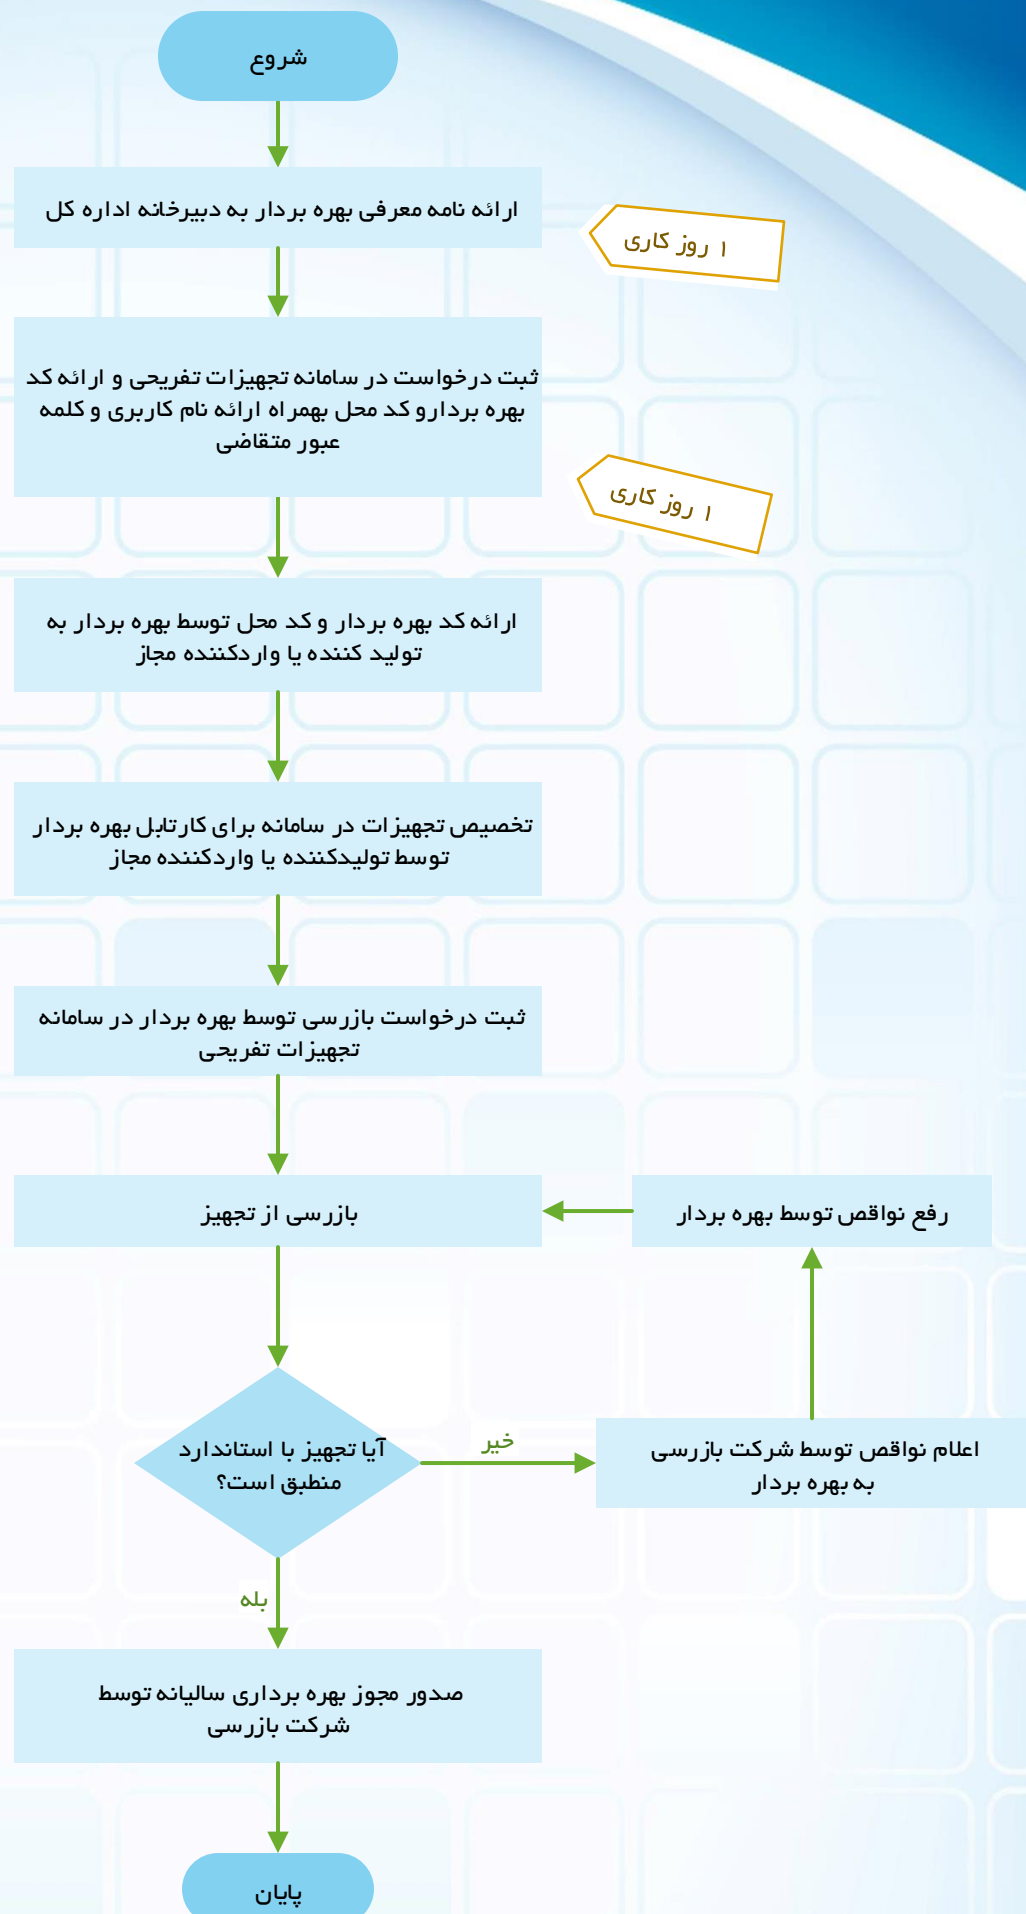 شروع
ارائه نامه معرفی بهره بردار به دبیرخانه اداره کل
۱ روز کاری
ثبت درخواست در سامانه تجهیزات تفریحی و ارائه کد
بهره بردارو کد محل بهمراه ارائه نام کاربری و کلمه
عبور متقاضی
۱ روز کاری
ارائه کد بهره بردار و کد محل توسط بهره بردار به
تولید کننده یا واردکننده مجاز
تخصیص تجهیزات در سامانه برای کارتابل بهره بردار
توسط تولیدکننده یا واردکننده مجاز
ثبت درخواست بازرسی توسط بهره بردار در سامانه
تجهیزات تفریحی
بازرسی از تجهیز
رفع نواقص توسط بهره بردار
آیا تجهیز با استاندارد
منطبق است؟
خیر
اعلام نواقص توسط شرکت بازرسی
به بهره بردار
بله
صدور مجوز بهره برداری سالیانه توسط
شرکت بازرسی
پایان